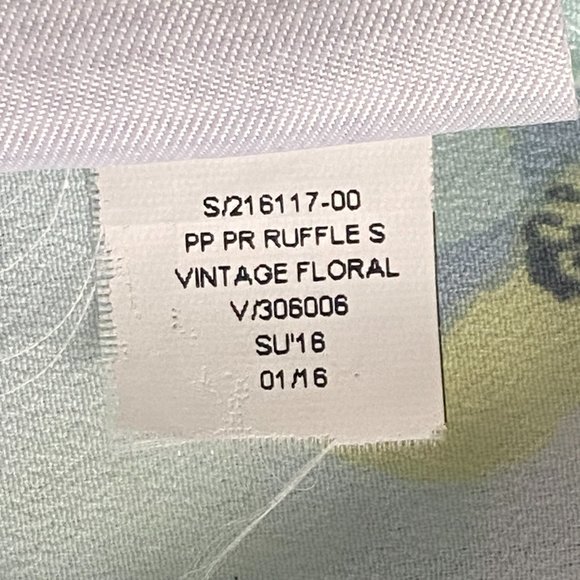 S/216117-00
PP PR RUFFLE S
VINTAGE FLORAL
V/306006
SU'16
01/16